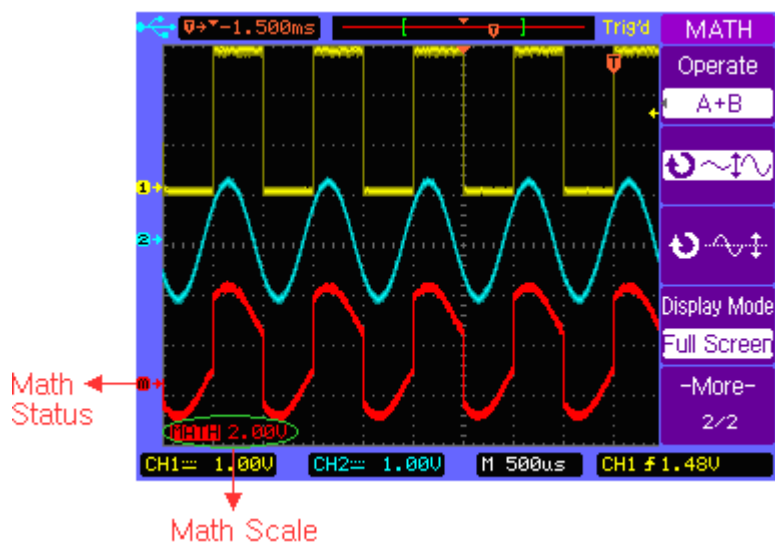 T→▼-1.500ms
T
Trig'd
MATH
Operate
A+B
T
1
2
Display Mode
Full Screen
-More-
2/2
Math
Status
M
MATH 2.00V
CH1 1.00V
CH2 1.00V
M 500us
CH1 1.48V
Math Scale